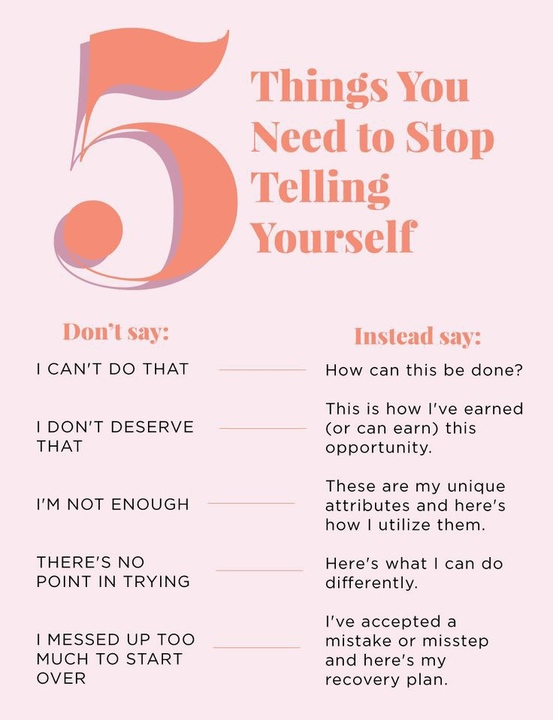 5
Things You
Need to Stop
Telling
Yourself
Don't say:
Instead say:
I CAN'T DO THAT
How can this be done?
I DON'T DESERVE
THAT
This is how I've earned
(or can earn) this
opportunity.
I'M NOT ENOUGH
These are my unique
attributes and here's
how I utilize them.
THERE'S NO
POINT IN TRYING
Here's what I can do
differently.
I MESSED UP TOO
MUCH TO START
OVER
I've accepted a
mistake or misstep
and here's my
recovery plan.